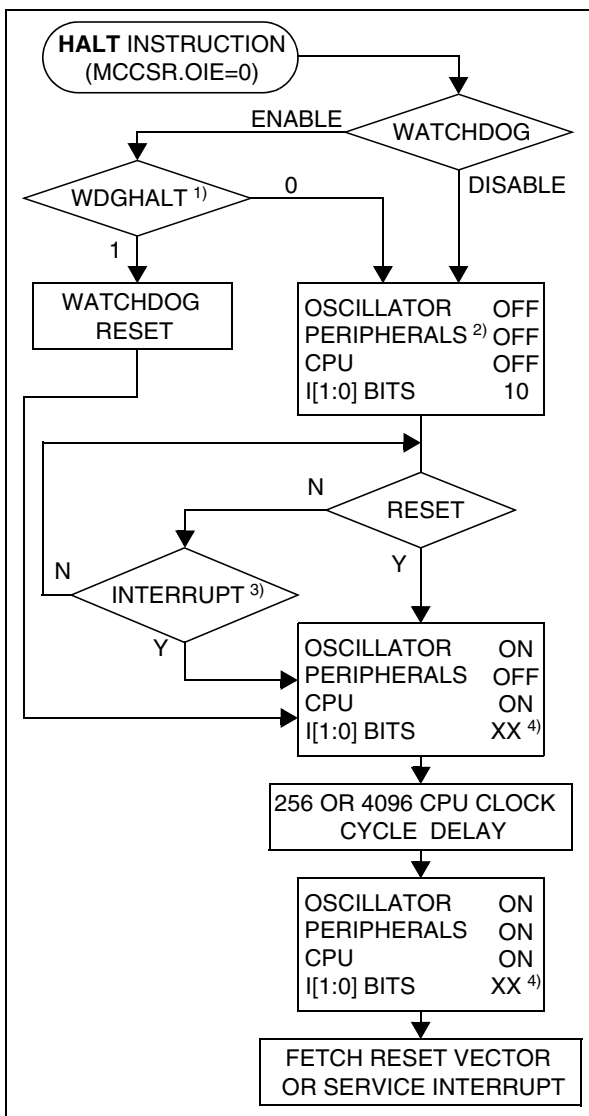 HALT INSTRUCTION
(MCCSR.OIE=0)
ENABLE
WATCHDOG
WDGHALT 1)
0
DISABLE
1
WATCHDOG
RESET
OSCILLATOR OFF
PERIPHERALS 2) OFF
CPU OFF
I[1:0] BITS 10
N
RESET
N
Y
INTERRUPT 3)
Y
OSCILLATOR ON
PERIPHERALS OFF
CPU ON
I[1:0] BITS XX 4)
256 OR 4096 CPU CLOCK
CYCLE DELAY
OSCILLATOR ON
PERIPHERALS ON
CPU ON
I[1:0] BITS XX 4)
FETCH RESET VECTOR
OR SERVICE INTERRUPT